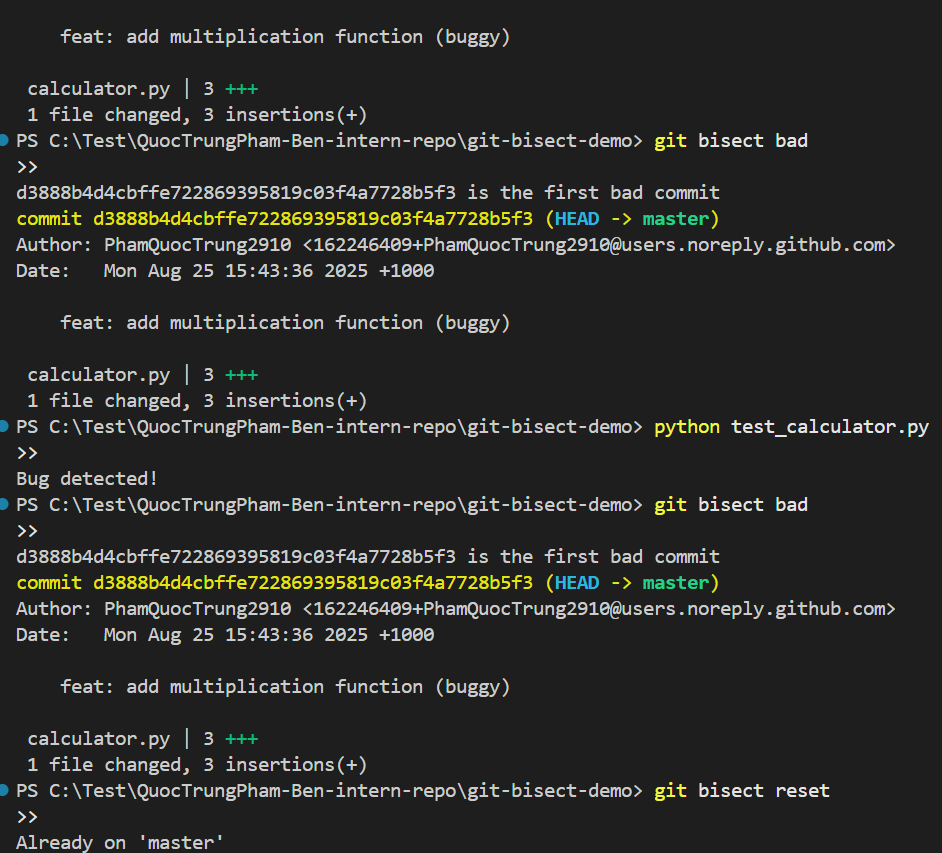 feat: add multiplication function (buggy)
calculator.py | 3 +++
1 file changed, 3 insertions(+)
PS C:\Test\QuocTrungPham-Ben-intern-repo\git-bisect-demo> git bisect bad
>>
d3888b4d4cbffe722869395819c03f4a7728b5f3 is the first bad commit
commit d3888b4d4cbffe722869395819c03f4a7728b5f3 (HEAD -> master)
Author: PhamQuocTrung2910 <162246409+PhamQuocTrung2910@users.noreply.github.com>
Date:   Mon Aug 25 15:43:36 2025 +1000
feat: add multiplication function (buggy)
calculator.py | 3 +++
1 file changed, 3 insertions(+)
PS C:\Test\QuocTrungPham-Ben-intern-repo\git-bisect-demo> python test_calculator.py
>>
Bug detected!
PS C:\Test\QuocTrungPham-Ben-intern-repo\git-bisect-demo> git bisect bad
>>
d3888b4d4cbffe722869395819c03f4a7728b5f3 is the first bad commit
commit d3888b4d4cbffe722869395819c03f4a7728b5f3 (HEAD -> master)
Author: PhamQuocTrung2910 <162246409+PhamQuocTrung2910@users.noreply.github.com>
Date:   Mon Aug 25 15:43:36 2025 +1000
feat: add multiplication function (buggy)
calculator.py | 3 +++
1 file changed, 3 insertions(+)
PS C:\Test\QuocTrungPham-Ben-intern-repo\git-bisect-demo> git bisect reset
>>
Already on 'master'